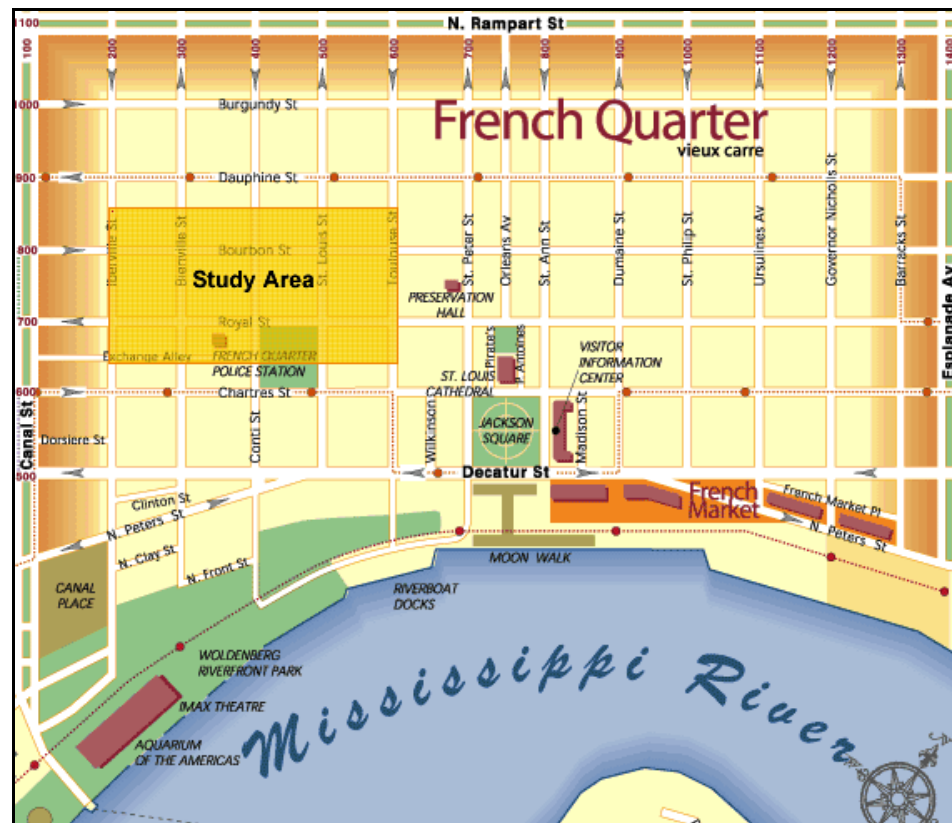 1100
N. Rampart St
100
200
300
400
500
600
700
800
900
1000
1100
1200
1300
1400
1000
Burgundy St
French Quarter
vieux carre
900
Dauphine St
Iberville St
Bienville St
St. Louis St
Toulouse St
St. Peter St
Orleans Av
St. Ann St
Dumaine St
St. Philip St
Ursulines Av
Governor Nicholls St
Barracks St
Esplanade Av
800
Bourbon St
Study Area
PRESERVATION
HALL
700
Royal St
Exchange Alley
FRENCH QUARTER
POLICE STATION
Pirate's
P. Antoines
VISITOR
INFORMATION
CENTER
ST. LOUIS
CATHEDRAL
600
Chartres St
Canal St
Dorsiere St
Conti St
Wilkinson
JACKSON
SQUARE
Madison St
500
Decatur St
Clinton St
N. Peters St
French
Market
French Market Pl
N. Peters St
N. Clay St
N. Front St
MOON WALK
CANAL
PLACE
RIVERBOAT
DOCKS
WOLDENBERG
RIVERFRONT PARK
IMAX THEATRE
AQUARIUM
OF THE AMERICAS
Mississippi River